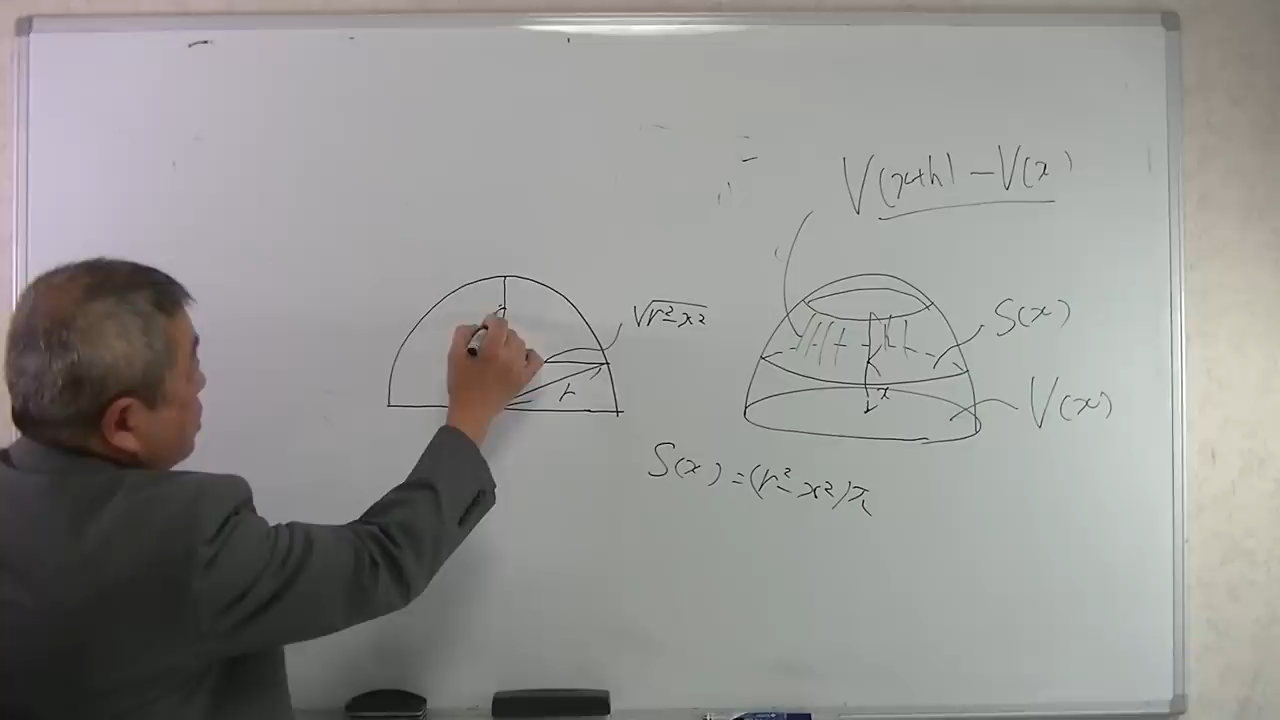 V(x+h) - V(x)
√r²-x²
S(x)
r
h
x
V(x)
S(x) = (r²-x²)π